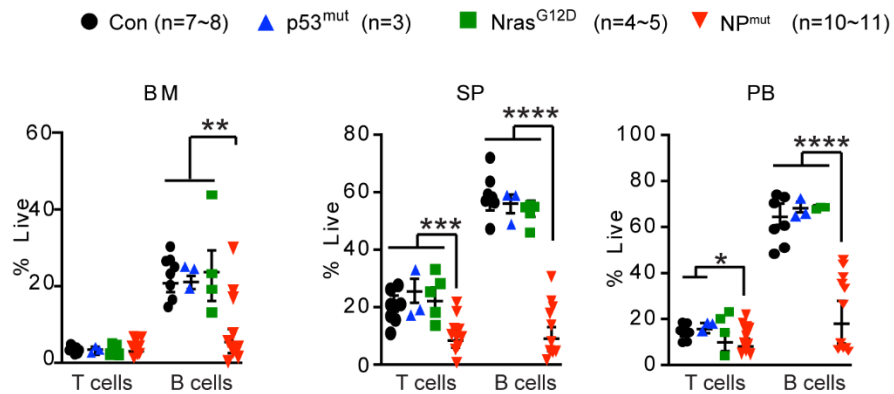 Con (n=7~8) p53mut (n=3) NrasG12D (n=4~5) NPmut (n=10~11)
BM SP PB
% Live % Live % Live
60 80 100
** **** ****
80
40 60
*** 60
40
20 40
* 20
20
0 0 0
T cells B cells T cells B cells T cells B cells